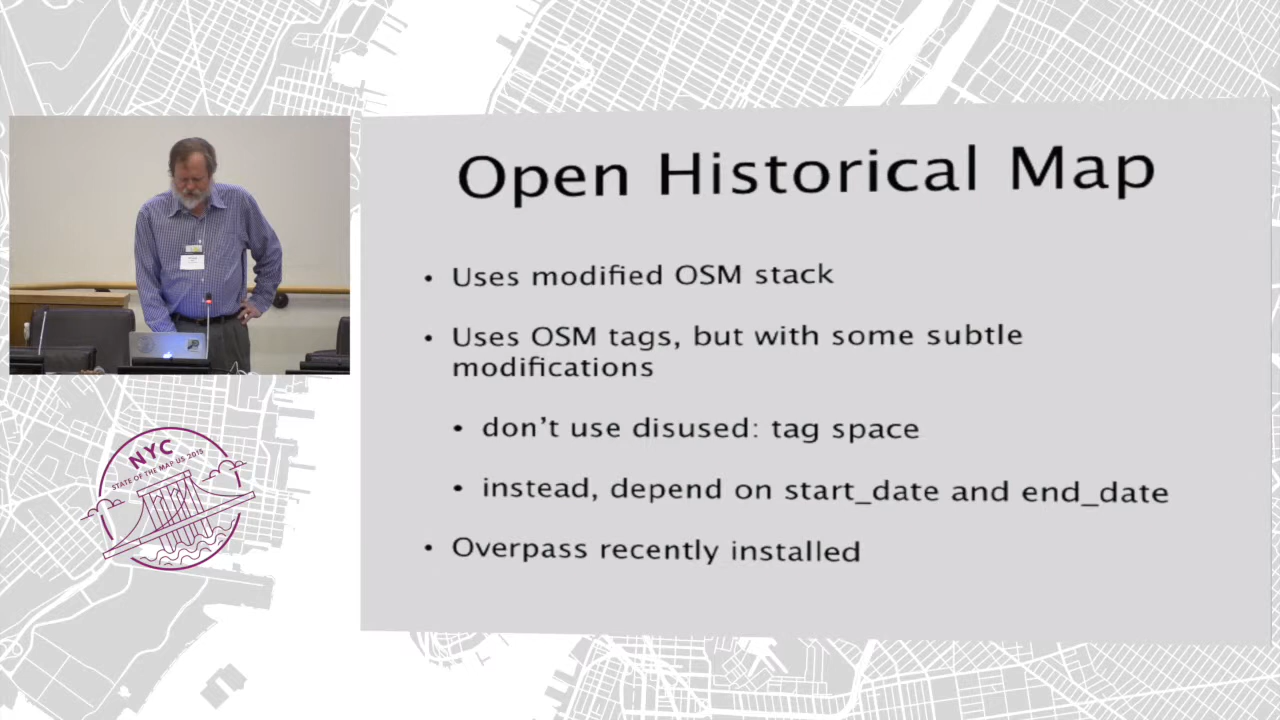 Open Historical Map
• Uses modified OSM stack
• Uses OSM tags, but with some subtle
modifications
• don't use disused: tag space
• instead, depend on start_date and end_date
• Overpass recently installed
NYC
STATE OF THE MAP US 2015